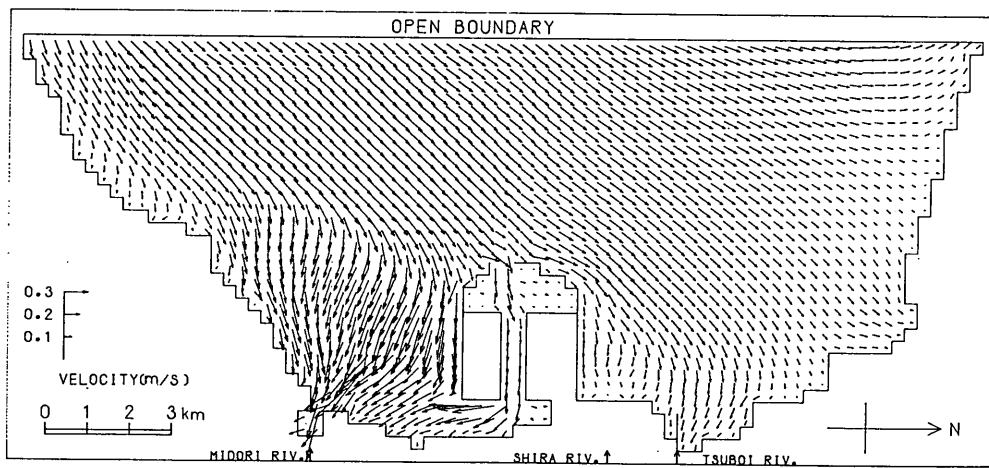 OPEN BOUNDARY
0.3
0.2
0.1
VELOCITY(m/s)
0 1 2 3 km
MIDORI RIV.
SHIRA RIV.
TSUBOI RIV.
N